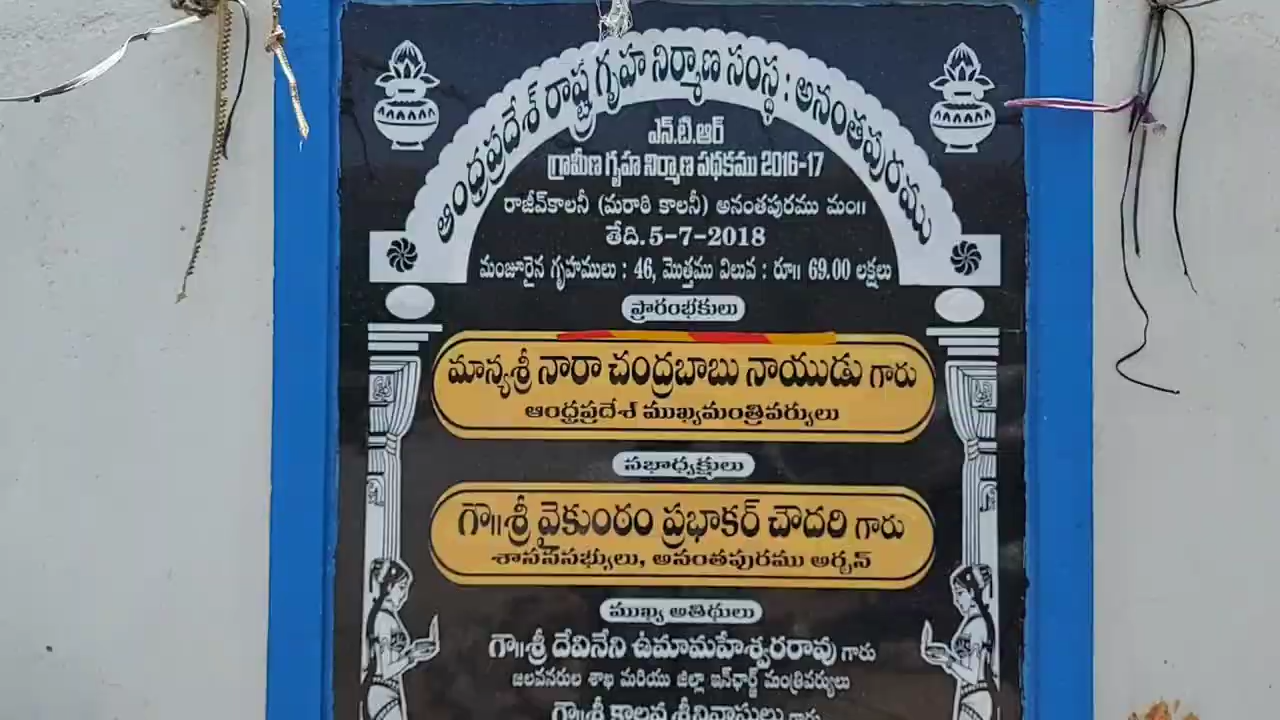 ఆంధ్రప్రదేశ్ రాష్ట్ర గృహ నిర్మాణ సంస్థ : అనంతపురము
ఎన్.టి.ఆర్
గ్రామీణ గృహ నిర్మాణ పథకము 2016-17
రాజీవ్‌కాలనీ (మరాఠి కాలనీ) అనంతపురము మం॥
తేది. 5-7-2018
మంజూరైన గృహములు : 46, మొత్తము విలువ : రూ॥ 69.00 లక్షలు
ప్రారంభకులు
మాన్యశ్రీ నారా చంద్రబాబు నాయుడు గారు
ఆంధ్రప్రదేశ్ ముఖ్యమంత్రివర్యులు
సభాధ్యక్షులు
గౌ॥శ్రీ వైకుంఠం ప్రభాకర్ చౌదరి గారు
శాసనసభ్యులు, అనంతపురము అర్బన్
ముఖ్య అతిథులు
గౌ॥శ్రీ దేవినేని ఉమామహేశ్వరరావు గారు
జలవనరుల శాఖ మరియు జిల్లా ఇన్‌ఛార్జ్ మంత్రివర్యులు
గౌ॥శ్రీ కాలవ శ్రీనివాసులు గారు